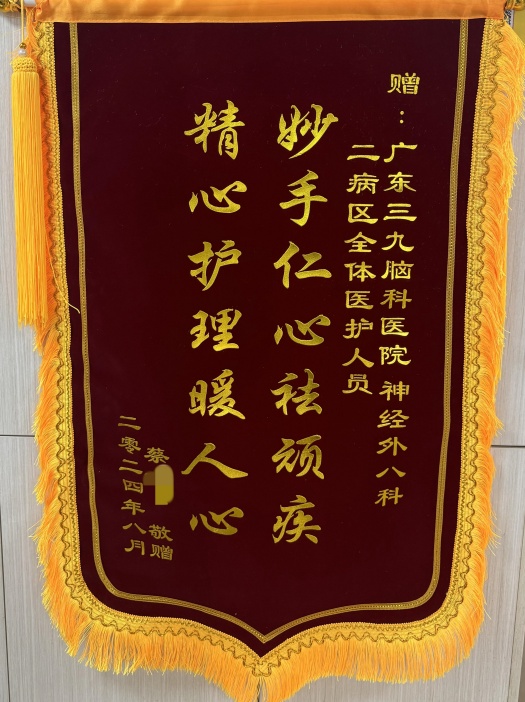 赠：广东三九脑科医院神经外八科
二病区全体医护人员
妙手仁心祛顽疾
精心护理暖人心
蔡 敬赠
二零二四年八月